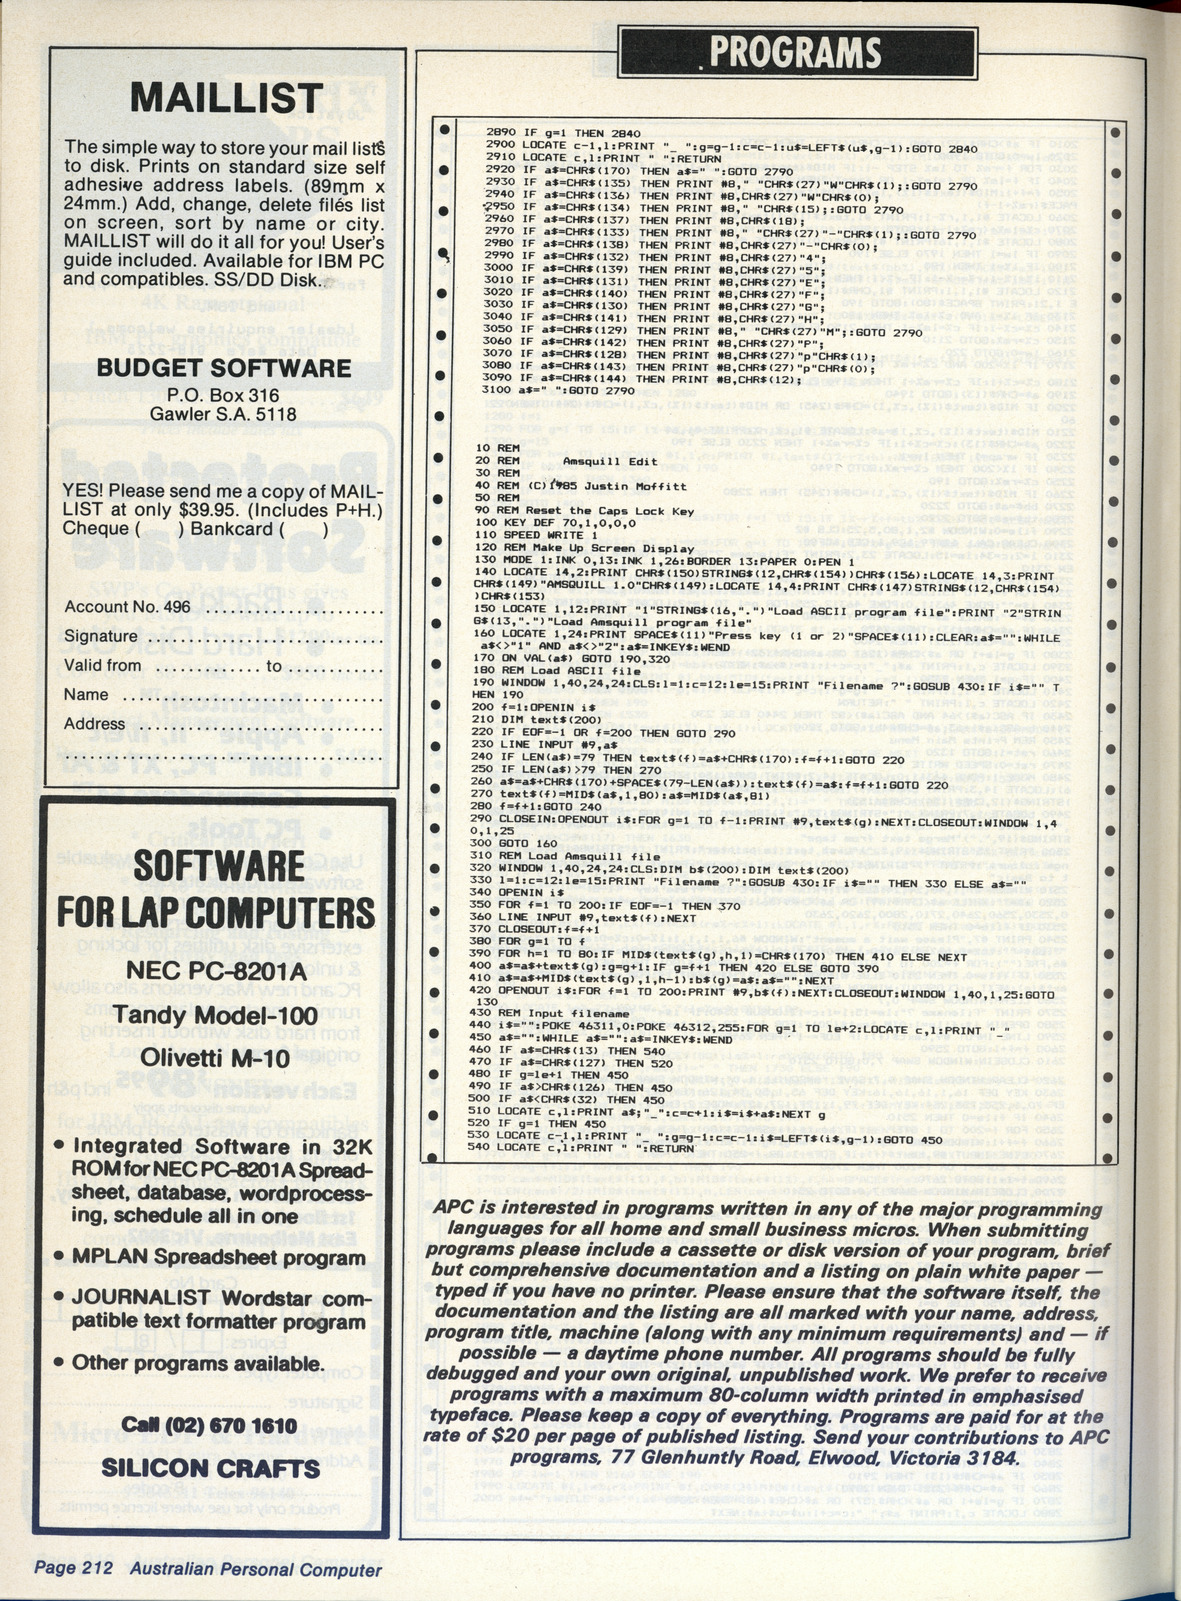 PROGRAMS
MAILLIST
The simple way to store your mail lists
to disk. Prints on standard size self
adhesive address labels. (89mm x
24mm.) Add, change, delete files list
on screen, sort by name or city.
MAILLIST will do it all for you! User's
guide included. Available for IBM PC
and compatibles. SS/DD Disk.
BUDGET SOFTWARE
P.O. Box 316
Gawler S.A. 5118
YES! Please send me a copy of MAIL-
LIST at only $39.95. (Includes P+H.)
Cheque ( ) Bankcard ( )
Account No. 496 ........................
Signature ........................
Valid from ............ to ............
Name ........................
Address ........................
........................
SOFTWARE
FOR LAP COMPUTERS
NEC PC-8201A
Tandy Model-100
Olivetti M-10
• Integrated Software in 32K
ROM for NEC PC-8201A Spread-
sheet, database, wordprocess-
ing, schedule all in one
• MPLAN Spreadsheet program
• JOURNALIST Wordstar com-
patible text formatter program
• Other programs available.
Call (02) 670 1610
SILICON CRAFTS
2890 IF g=1 THEN 2840
2900 LOCATE c-1,l:PRINT "_ ":g=g-1:c=c-1:u$=LEFT$(u$,g-1):GOTO 2840
2910 LOCATE c,l:PRINT " ":RETURN
2920 IF a$=CHR$(170) THEN a$=" ":GOTO 2790
2930 IF a$=CHR$(135) THEN PRINT #8," "CHR$(27)"W"CHR$(1);:GOTO 2790
2940 IF a$=CHR$(136) THEN PRINT #8,CHR$(27)"W"CHR$(0);
2950 IF a$=CHR$(134) THEN PRINT #8," "CHR$(15);:GOTO 2790
2960 IF a$=CHR$(137) THEN PRINT #8,CHR$(18);
2970 IF a$=CHR$(133) THEN PRINT #8," "CHR$(27)"-"CHR$(1);:GOTO 2790
2980 IF a$=CHR$(138) THEN PRINT #8,CHR$(27)"-"CHR$(0);
2990 IF a$=CHR$(132) THEN PRINT #8,CHR$(27)"4";
3000 IF a$=CHR$(139) THEN PRINT #8,CHR$(27)"5";
3010 IF a$=CHR$(131) THEN PRINT #8,CHR$(27)"E";
3020 IF a$=CHR$(140) THEN PRINT #8,CHR$(27)"F";
3030 IF a$=CHR$(130) THEN PRINT #8,CHR$(27)"G";
3040 IF a$=CHR$(141) THEN PRINT #8,CHR$(27)"H";
3050 IF a$=CHR$(129) THEN PRINT #8," "CHR$(27)"M";:GOTO 2790
3060 IF a$=CHR$(142) THEN PRINT #8,CHR$(27)"P";
3070 IF a$=CHR$(128) THEN PRINT #8,CHR$(27)"p"CHR$(1);
3080 IF a$=CHR$(143) THEN PRINT #8,CHR$(27)"p"CHR$(0);
3090 IF a$=CHR$(144) THEN PRINT #8,CHR$(12);
3100 a$=" ":GOTO 2790
10 REM
20 REM Amsquill Edit
30 REM
40 REM (C)1985 Justin Moffitt
50 REM
90 REM Reset the Caps Lock Key
100 KEY DEF 70,1,0,0,0
110 SPEED WRITE 1
120 REM Make Up Screen Display
130 MODE 1:INK 0,13:INK 1,26:BORDER 13:PAPER 0:PEN 1
140 LOCATE 14,2:PRINT CHR$(150)STRING$(12,CHR$(154))CHR$(156):LOCATE 14,3:PRINT
CHR$(149)"AMSQUILL 1.0"CHR$(149):LOCATE 14,4:PRINT CHR$(147)STRING$(12,CHR$(154)
)CHR$(153)
150 LOCATE 1,12:PRINT "1"STRING$(16,".")"Load ASCII program file":PRINT "2"STRIN
G$(13,".")"Load Amsquill program file"
160 LOCATE 1,24:PRINT SPACE$(11)"Press key (1 or 2)"SPACE$(11):CLEAR:a$="":WHILE
a$<>"1" AND a$<>"2":a$=INKEY$:WEND
170 ON VAL(a$) GOTO 190,320
180 REM Load ASCII file
190 WINDOW 1,40,24,24:CLS:l=1:c=12:le=15:PRINT "Filename ?":GOSUB 430:IF i$="" T
HEN 190
200 f=1:OPENIN i$
210 DIM text$(200)
220 IF EOF=-1 OR f=200 THEN GOTO 290
230 LINE INPUT #9,a$
240 IF LEN(a$)=79 THEN text$(f)=a$+CHR$(170):f=f+1:GOTO 220
250 IF LEN(a$)>79 THEN 270
260 a$=a$+CHR$(170)+SPACE$(79-LEN(a$)):text$(f)=a$:f=f+1:GOTO 220
270 text$(f)=MID$(a$,1,80):a$=MID$(a$,81)
280 f=f+1:GOTO 240
290 CLOSEIN:OPENOUT i$:FOR g=1 TO f-1:PRINT #9,text$(g):NEXT:CLOSEOUT:WINDOW 1,4
0,1,25
300 GOTO 160
310 REM Load Amsquill file
320 WINDOW 1,40,24,24:CLS:DIM b$(200):DIM text$(200)
330 l=1:c=12:le=15:PRINT "Filename ?":GOSUB 430:IF i$="" THEN 330 ELSE a$=""
340 OPENIN i$
350 FOR f=1 TO 200:IF EOF=-1 THEN 370
360 LINE INPUT #9,text$(f):NEXT
370 CLOSEOUT:f=f+1
380 FOR g=1 TO f
390 FOR h=1 TO 80:IF MID$(text$(g),h,1)=CHR$(170) THEN 410 ELSE NEXT
400 a$=a$+text$(g):g=g+1:IF g=f+1 THEN 420 ELSE GOTO 390
410 a$=a$+MID$(text$(g),1,h-1):b$(g)=a$:a$="":NEXT
420 OPENOUT i$:FOR f=1 TO 200:PRINT #9,b$(f):NEXT:CLOSEOUT:WINDOW 1,40,1,25:GOTO
130
430 REM Input filename
440 i$="":POKE 46311,0:POKE 46312,255:FOR g=1 TO le+2:LOCATE c,l:PRINT "_"
450 a$="":WHILE a$="":a$=INKEY$:WEND
460 IF a$=CHR$(13) THEN 540
470 IF a$=CHR$(127) THEN 520
480 IF g=le+1 THEN 450
490 IF a$>CHR$(126) THEN 450
500 IF a$<CHR$(32) THEN 450
510 LOCATE c,l:PRINT a$;"_":c=c+1:i$=i$+a$:NEXT g
520 IF g=1 THEN 450
530 LOCATE c-1,l:PRINT "_ ":g=g-1:c=c-1:i$=LEFT$(i$,g-1):GOTO 450
540 LOCATE c,l:PRINT " ":RETURN
APC is interested in programs written in any of the major programming
languages for all home and small business micros. When submitting
programs please include a cassette or disk version of your program, brief
but comprehensive documentation and a listing on plain white paper —
typed if you have no printer. Please ensure that the software itself, the
documentation and the listing are all marked with your name, address,
program title, machine (along with any minimum requirements) and — if
possible — a daytime phone number. All programs should be fully
debugged and your own original, unpublished work. We prefer to receive
programs with a maximum 80-column width printed in emphasised
typeface. Please keep a copy of everything. Programs are paid for at the
rate of $20 per page of published listing. Send your contributions to APC
programs, 77 Glenhuntly Road, Elwood, Victoria 3184.
Page 212 Australian Personal Computer